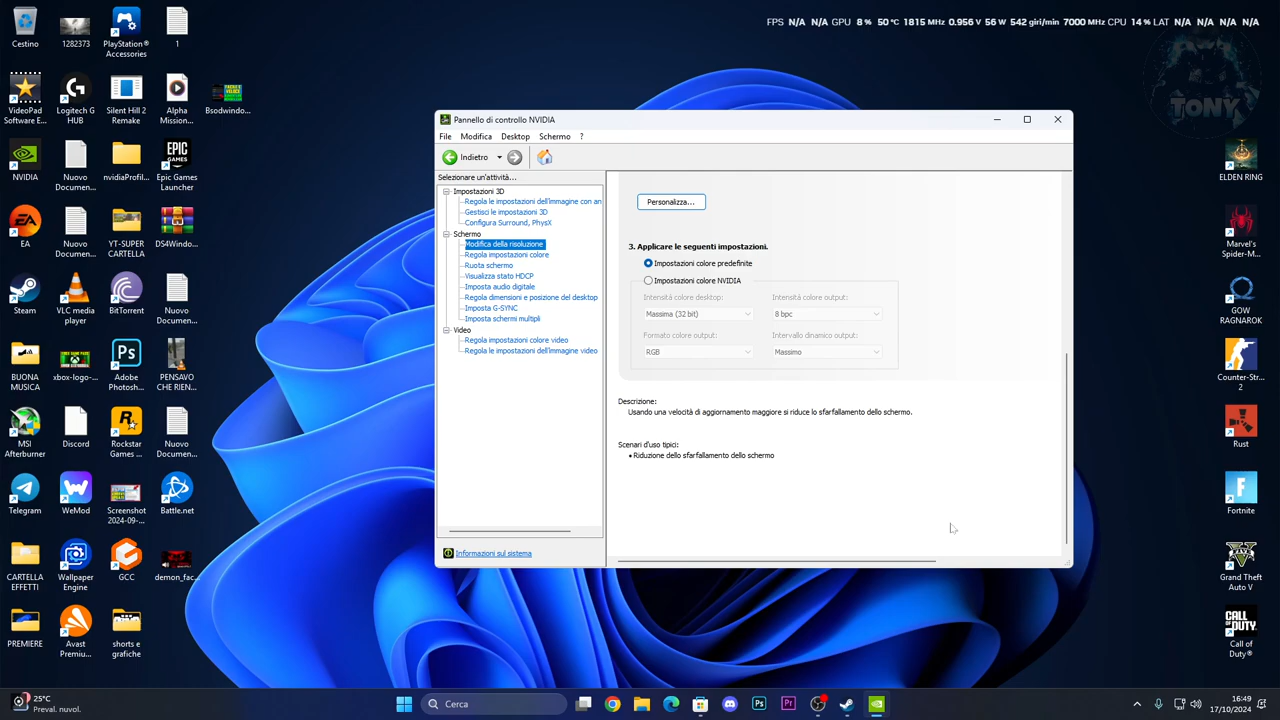 FPS N/A N/A GPU 8 % 50 °C 1815 MHz 0.956 V 56 W 542 giri/min 7000 MHz CPU 14 % LAT N/A N/A N/A N/A
TONY
Cestino
1282373
PlayStation®
Accessories
1
VideoPad
Software E...
Logitech G
HUB
Silent Hill 2
Remake
Alpha
Mission...
Bsodwindo...
NVIDIA
Nuovo
Documen...
nvidiaProfil...
Epic Games
Launcher
EA
Nuovo
Documen...
YT-SUPER
CARTELLA
DS4Windo...
Steam
VLC media
player
BitTorrent
Nuovo
Documen...
BUONA
MUSICA
xbox-logo-...
Adobe
Photosh...
PENSAVO
CHE RIEN...
MSI
Afterburner
Discord
Rockstar
Games ...
Nuovo
Documen...
Telegram
WeMod
Screenshot
2024-09-...
Battle.net
CARTELLA
EFFETTI
Wallpaper
Engine
GCC
demon_fac...
PREMIERE
Avast
Premiu...
shorts e
grafiche
Pannello di controllo NVIDIA
File Modifica Desktop Schermo ?
Indietro
Selezionare un'attività...
Impostazioni 3D
Regola le impostazioni dell'immagine con an
Gestisci le impostazioni 3D
Configura Surround, PhysX
Schermo
Modifica della risoluzione
Regola impostazioni colore
Ruota schermo
Visualizza stato HDCP
Imposta audio digitale
Regola dimensioni e posizione del desktop
Imposta G-SYNC
Imposta schermi multipli
Video
Regola impostazioni colore video
Regola le impostazioni dell'immagine video
Informazioni sul sistema
Personalizza...
3. Applicare le seguenti impostazioni.
Impostazioni colore predefinite
Impostazioni colore NVIDIA
Intensità colore desktop: Intensità colore output:
Massima (32 bit) 8 bpc
Formato colore output: Intervallo dinamico output:
RGB Massimo
Descrizione:
Usando una velocità di aggiornamento maggiore si riduce lo sfarfallamento dello schermo.
Scenari d'uso tipici:
• Riduzione dello sfarfallamento dello schermo
ELDEN RING
Marvel's
Spider-M...
GOW
RAGNAROK
Counter-Str...
2
Rust
Fortnite
Grand Theft
Auto V
CALL OF DUTY
Call of
Duty®
25°C
Preval. nuvol.
Cerca
16:49
17/10/2024